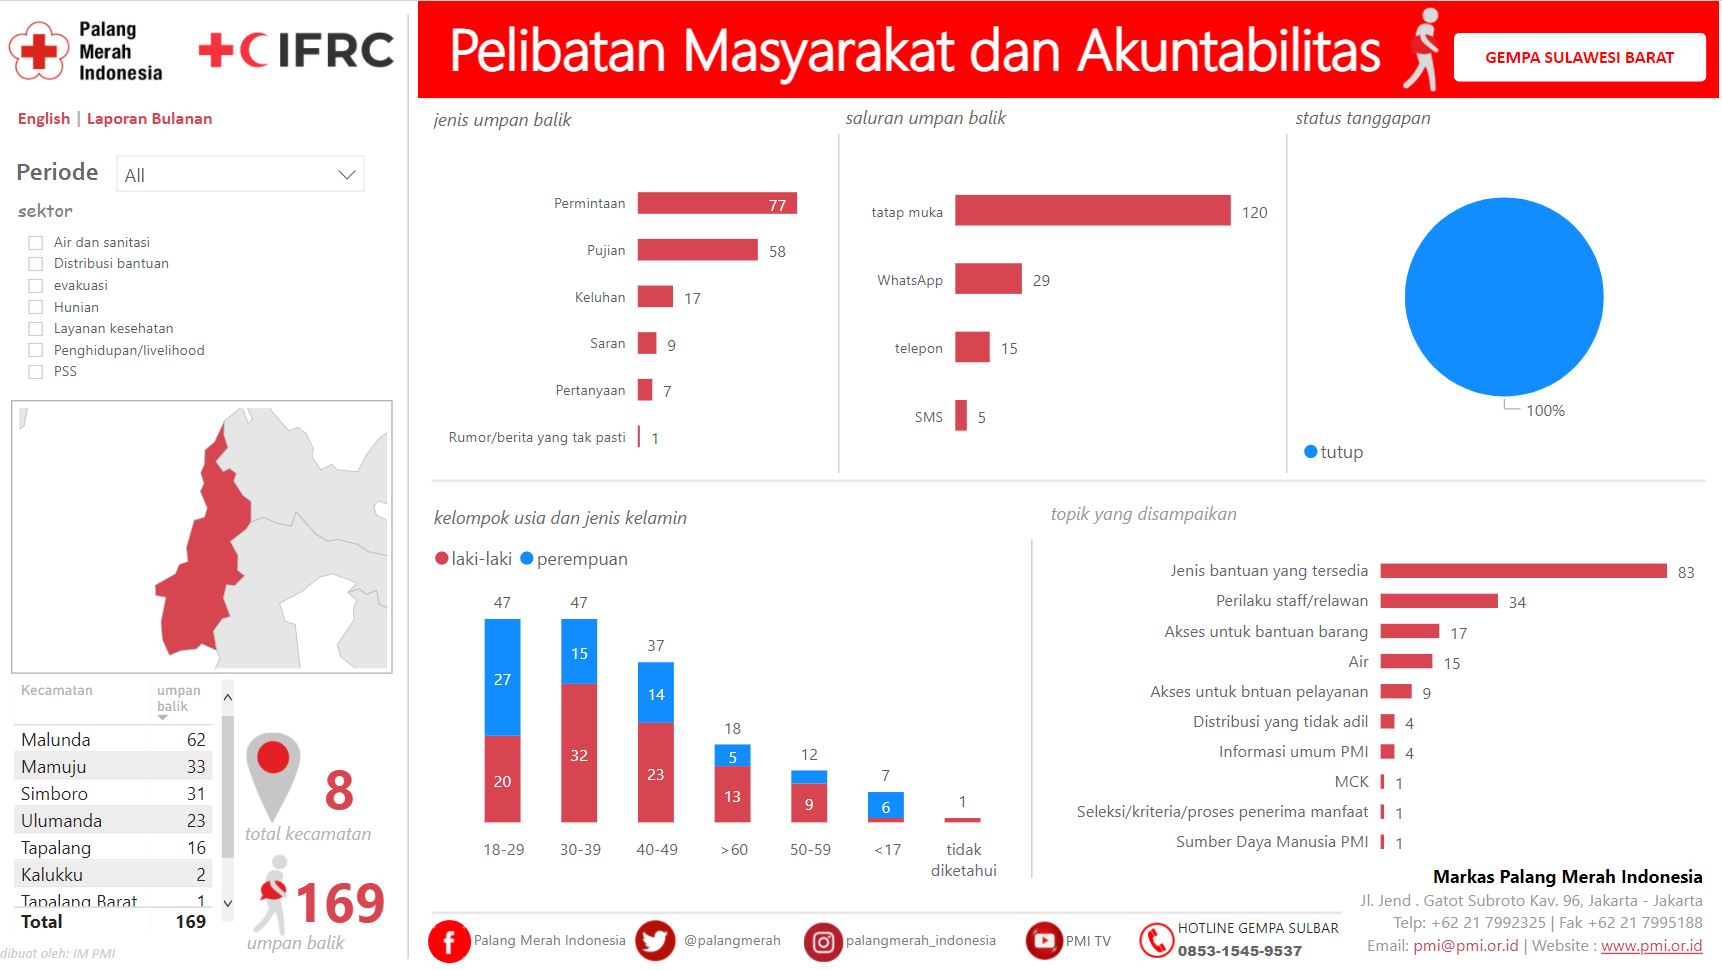 Palang
Merah
Indonesia
IFRC
Pelibatan Masyarakat dan Akuntabilitas
GEMPA SULAWESI BARAT
English | Laporan Bulanan
Periode
All
sektor
Air dan sanitasi
Distribusi bantuan
evakuasi
Hunian
Layanan kesehatan
Penghidupan/livelihood
PSS
Kecamatan umpan balik
Malunda 62
Mamuju 33
Simboro 31
Ulumanda 23
Tapalang 16
Kalukku 2
Tapalang Barat 1
Total 169
8
total kecamatan
169
umpan balik
dibuat oleh: IM PMI
jenis umpan balik
Permintaan 77
Pujian 58
Keluhan 17
Saran 9
Pertanyaan 7
Rumor/berita yang tak pasti 1
saluran umpan balik
tatap muka 120
WhatsApp 29
telepon 15
SMS 5
status tanggapan
100%
tutup
kelompok usia dan jenis kelamin
laki-laki perempuan
47 47 37 18 12 7 1
27 15 14 5 6
20 32 23 13 9
18-29 30-39 40-49 >60 50-59 <17 tidak diketahui
topik yang disampaikan
Jenis bantuan yang tersedia 83
Perilaku staff/relawan 34
Akses untuk bantuan barang 17
Air 15
Akses untuk bntuan pelayanan 9
Distribusi yang tidak adil 4
Informasi umum PMI 4
MCK 1
Seleksi/kriteria/proses penerima manfaat 1
Sumber Daya Manusia PMI 1
Palang Merah Indonesia
@palangmerah
palangmerah_indonesia
PMI TV
HOTLINE GEMPA SULBAR
0853-1545-9537
Markas Palang Merah Indonesia
Jl. Jend . Gatot Subroto Kav. 96, Jakarta - Jakarta
Telp: +62 21 7992325 | Fak +62 21 7995188
Email: pmi@pmi.or.id | Website : www.pmi.or.id